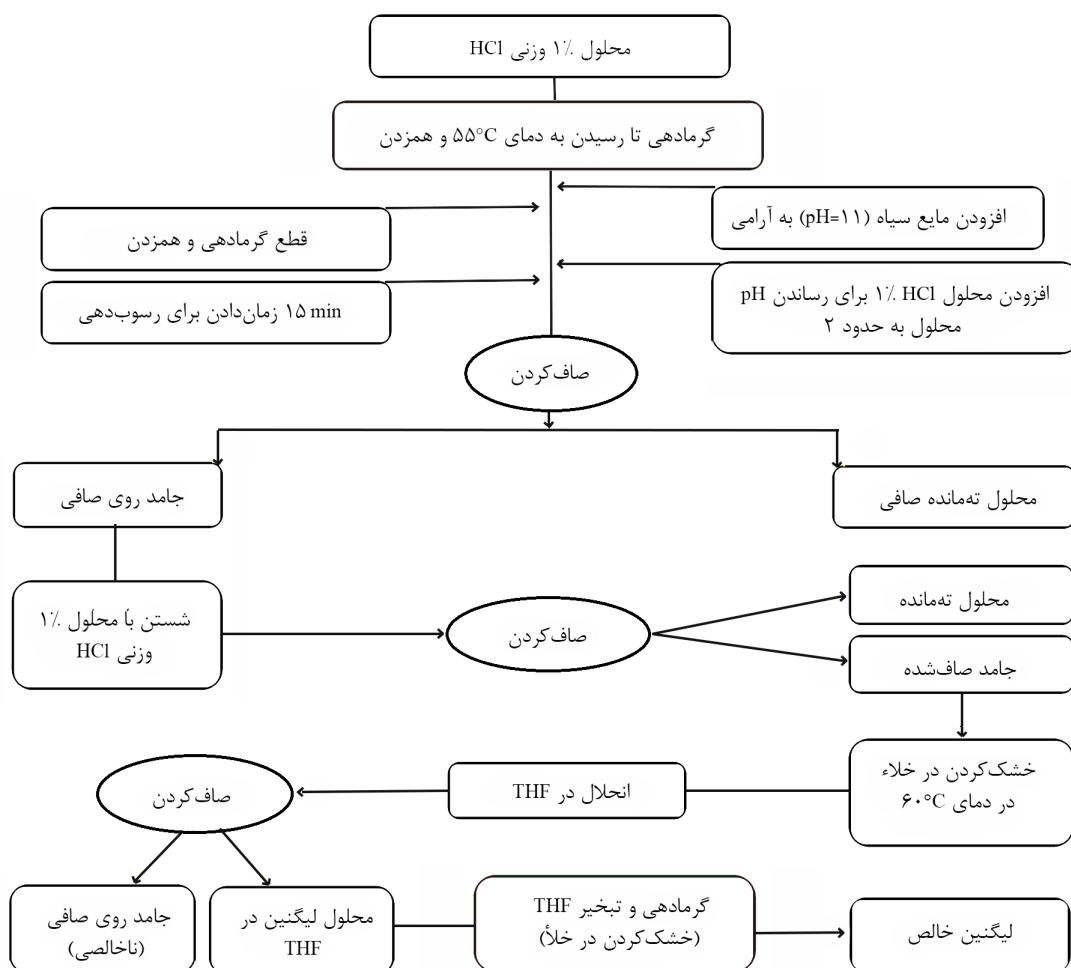 محلول ۱٪ وزنی HCl
گرمادهی تا رسیدن به دمای ۵۵°C و همزدن
افزودن مایع سیاه (pH=۱۱) به آرامی
قطع گرمادهی و همزدن
افزودن محلول ۱٪ HCl برای رساندن pH
محلول به حدود ۲
۱۵ min زمان‌دادن برای رسوب‌دهی
صاف‌کردن
جامد روی صافی
محلول ته‌مانده صافی
شستن با محلول ۱٪
وزنی HCl
صاف‌کردن
محلول ته‌مانده
جامد صاف‌شده
خشک‌کردن در خلاء
در دمای ۶۰°C
انحلال در THF
صاف‌کردن
جامد روی صافی
(ناخالصی)
محلول لیگنین در
THF
گرمادهی و تبخیر THF
(خشک‌کردن در خلأ)
لیگنین خالص